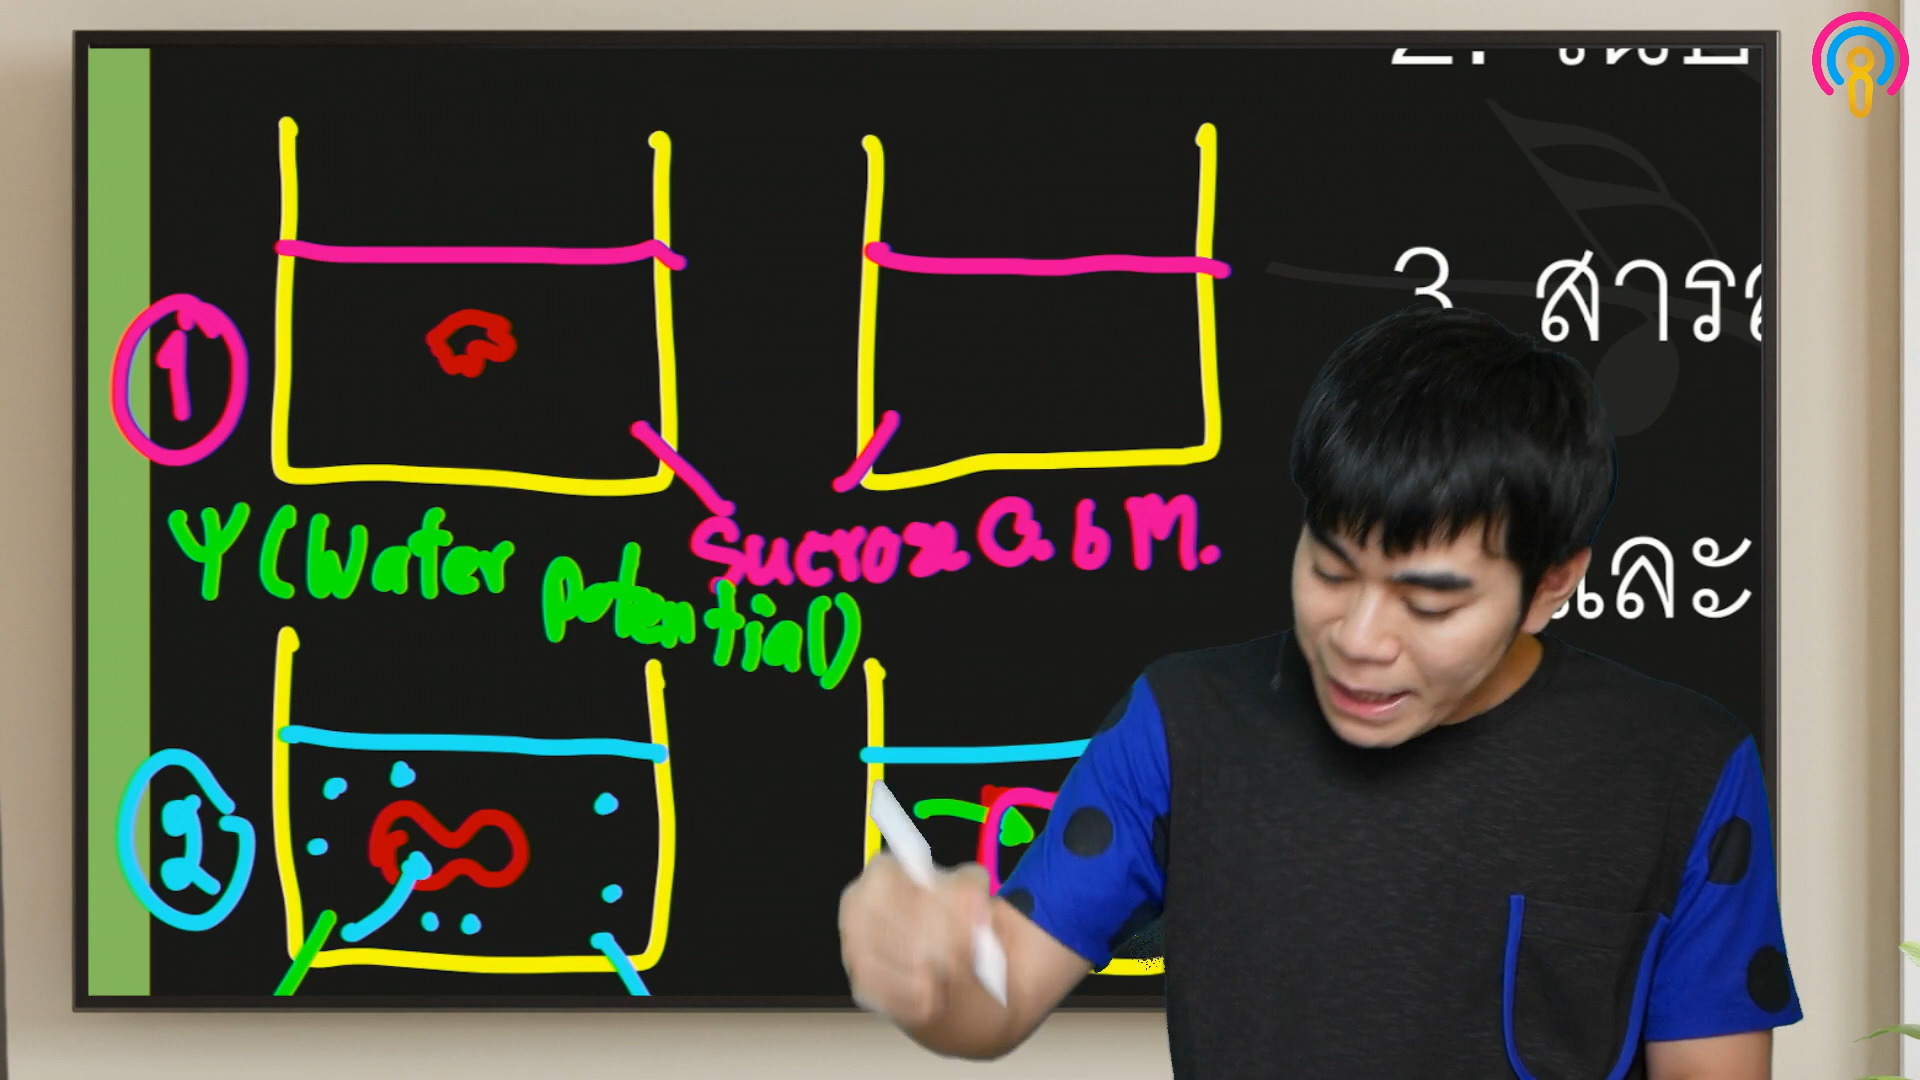 3. สาร
1
ψ (Water potential)
Sucrose 0.6 M.
และ
2